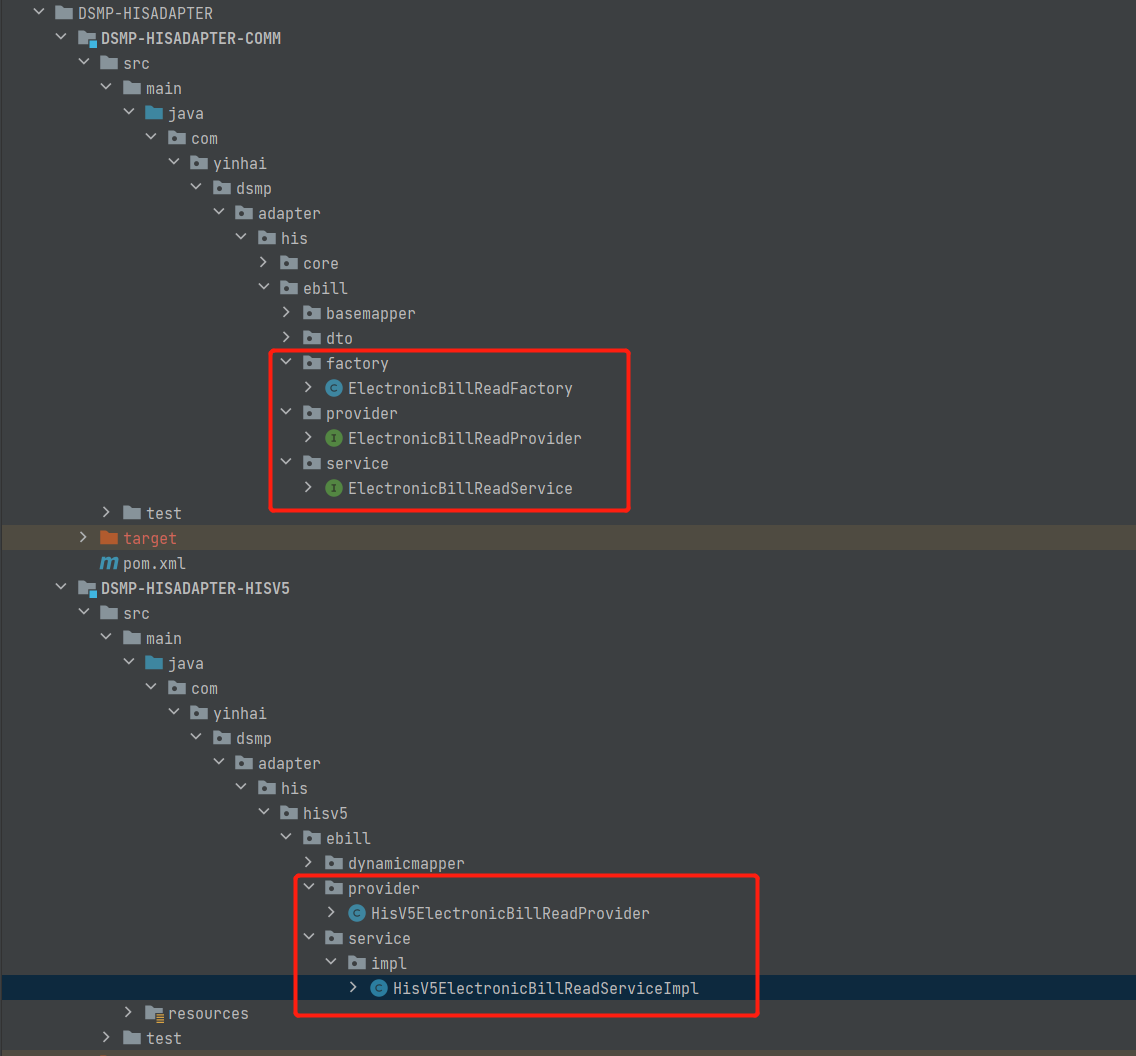 DSMP-HISADAPTER
DSMP-HISADAPTER-COMM
src
main
java
com
yinhai
dsmp
adapter
his
core
ebill
basemapper
dto
factory
ElectronicBillReadFactory
provider
ElectronicBillReadProvider
service
ElectronicBillReadService
test
target
pom.xml
DSMP-HISADAPTER-HISV5
src
main
java
com
yinhai
dsmp
adapter
his
hisv5
ebill
dynamicmapper
provider
HisV5ElectronicBillReadProvider
service
impl
HisV5ElectronicBillReadServiceImpl
resources
test